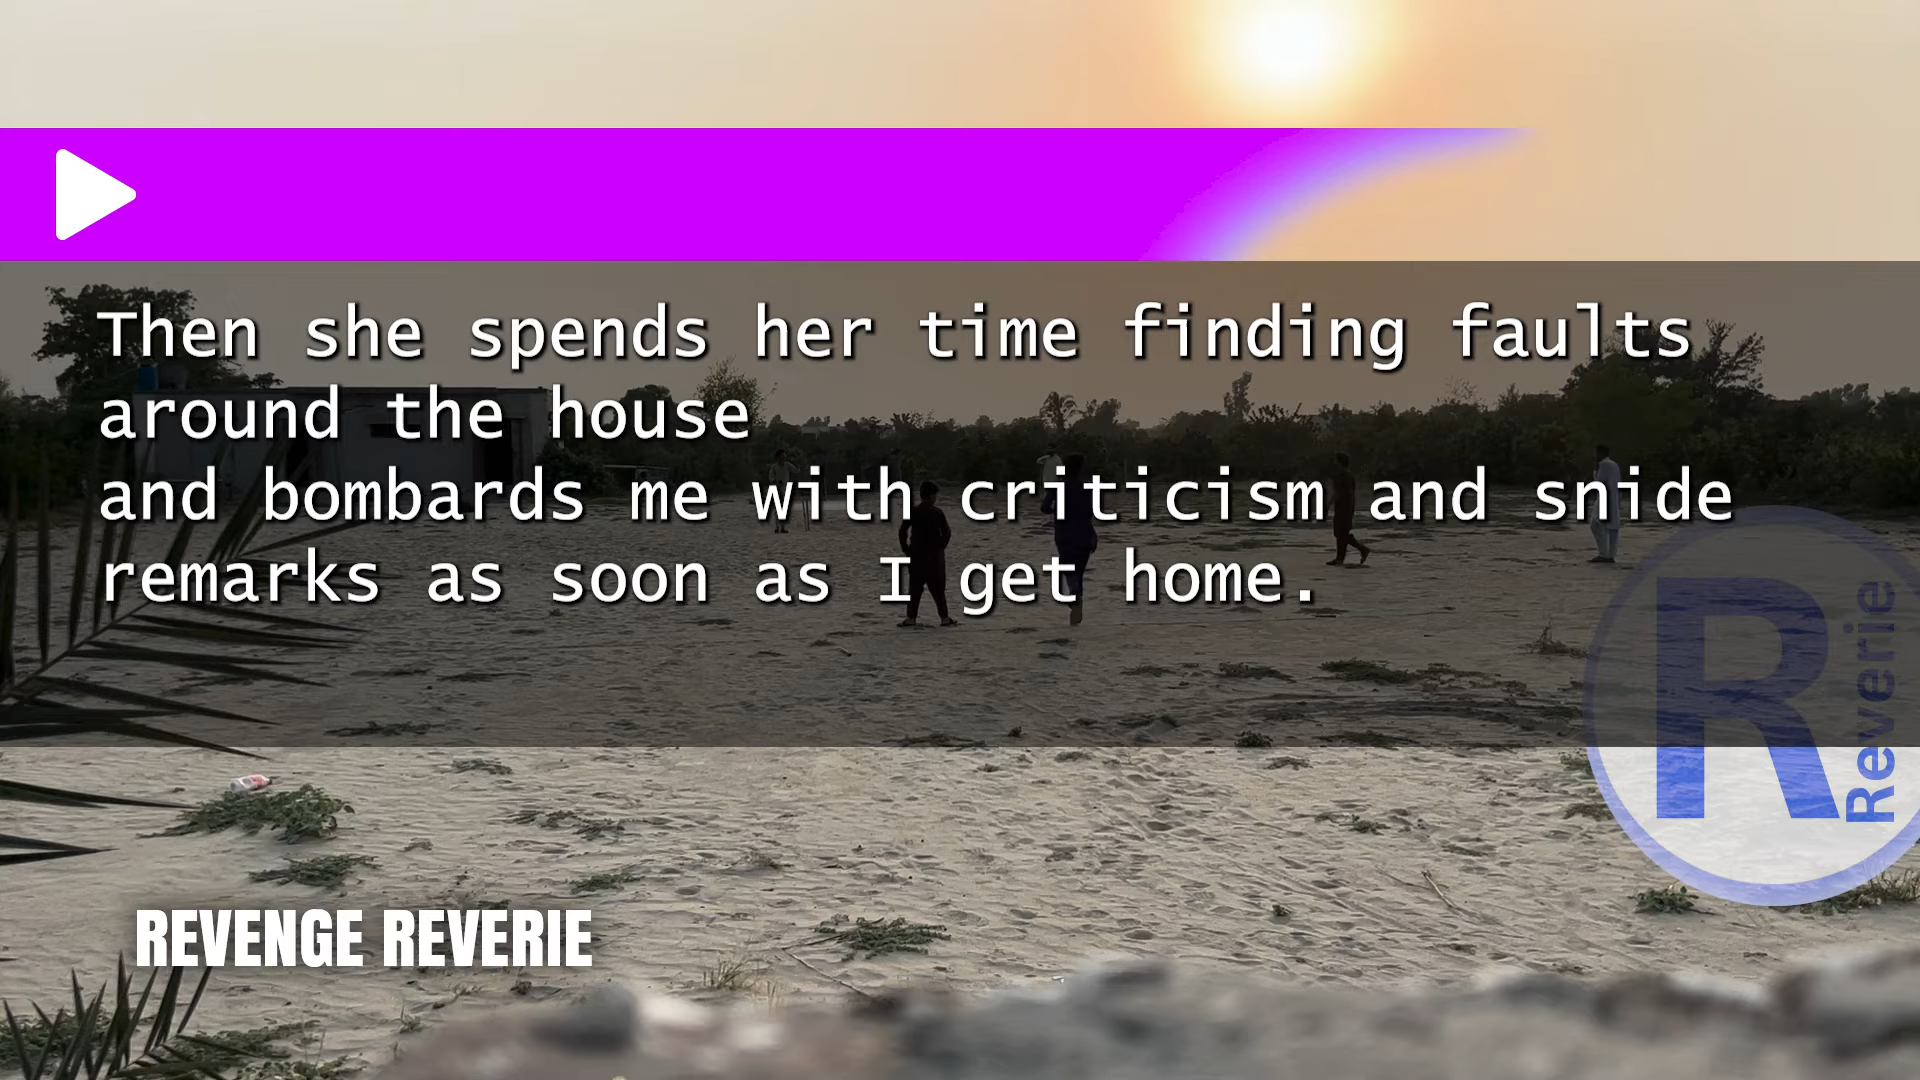 Then she spends her time finding faults
around the house
and bombards me with criticism and snide
remarks as soon as I get home.
R
Reverie
REVENGE REVERIE